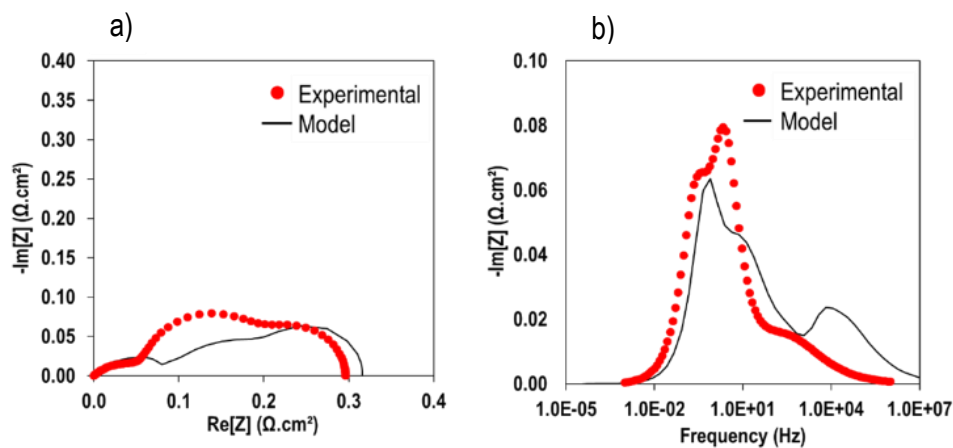 a)
0.40
0.35
0.30
0.25
0.20
0.15
0.10
0.05
0.00
-Im[Z] (Ω.cm²)
Experimental
Model
0.0 0.1 0.2 0.3 0.4
Re[Z] (Ω.cm²)
b)
0.10
0.08
0.06
0.04
0.02
0.00
-Im[Z] (Ω.cm²)
Experimental
Model
1.0E-05 1.0E-02 1.0E+01 1.0E+04 1.0E+07
Frequency (Hz)